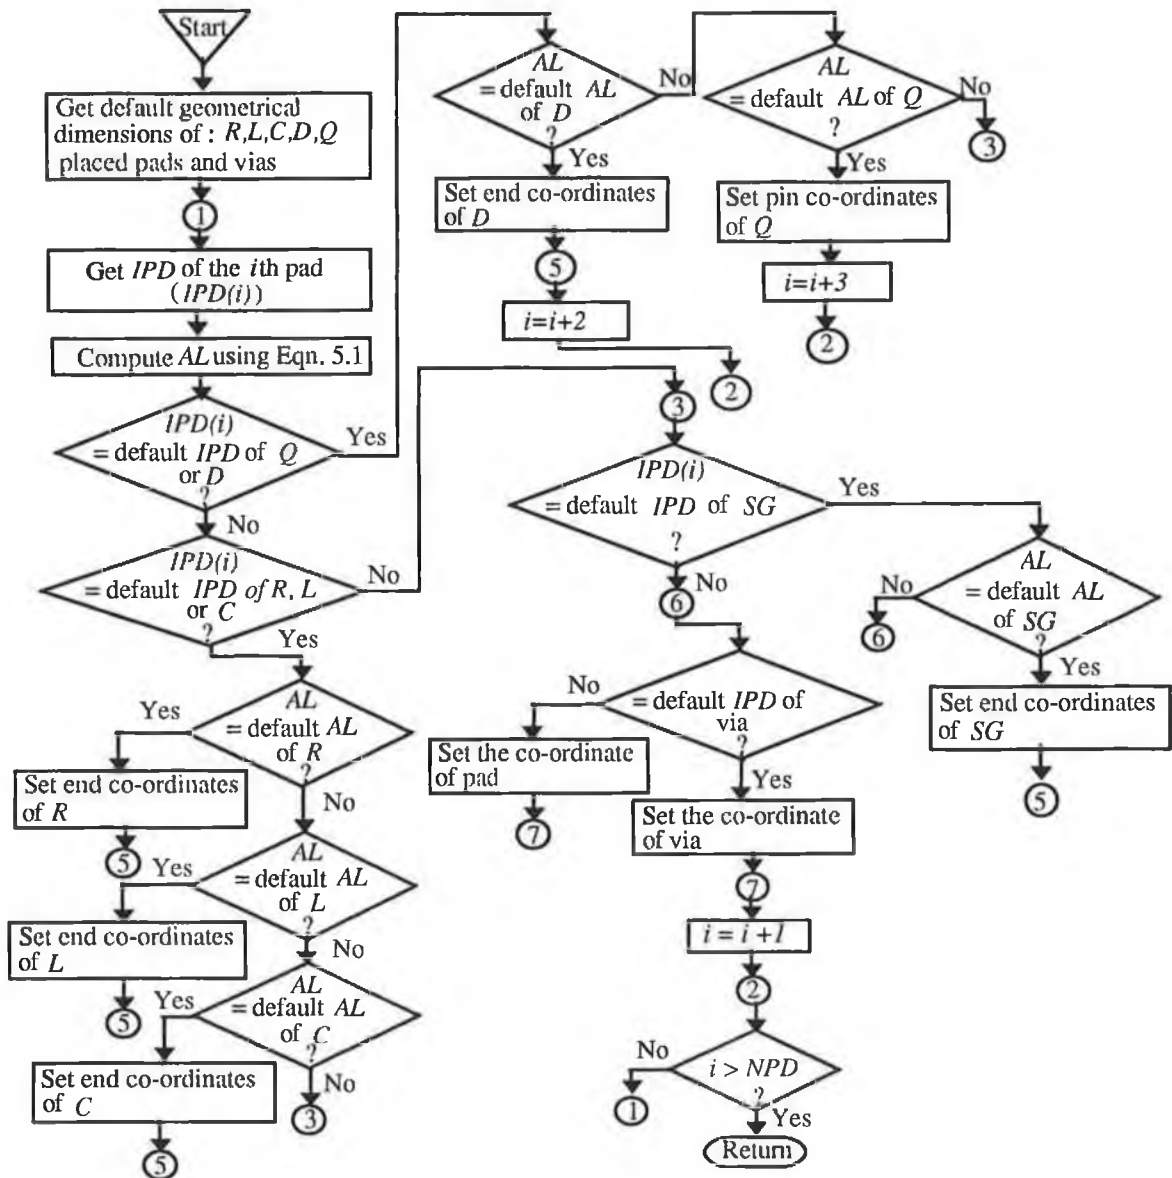 Start
Get default geometrical
dimensions of : R,L,C,D,Q
placed pads and vias
1
Get IPD of the ith pad
(IPD(i))
Compute AL using Eqn. 5.1
IPD(i)
= default IPD of Q
or D
?
Yes
No
IPD(i)
= default IPD of R, L
or C
?
No
Yes
AL
= default AL
of R
?
Yes
No
Set end co-ordinates
of R
5
AL
= default AL
of L
?
Yes
No
Set end co-ordinates
of L
5
AL
= default AL
of C
?
Yes
No
Set end co-ordinates
of C
5
3
AL
= default AL
of D
?
No
Yes
Set end co-ordinates
of D
5
i=i+2
2
AL
= default AL of Q
?
No
3
Yes
Set pin co-ordinates
of Q
i=i+3
2
3
IPD(i)
= default IPD of SG
?
Yes
No
6
AL
= default AL
of SG
?
No
6
Yes
Set end co-ordinates
of SG
5
= default IPD of
via
?
No
Yes
Set the co-ordinate
of pad
7
Set the co-ordinate
of via
7
i = i +1
2
i > NPD
?
No
1
Yes
Return